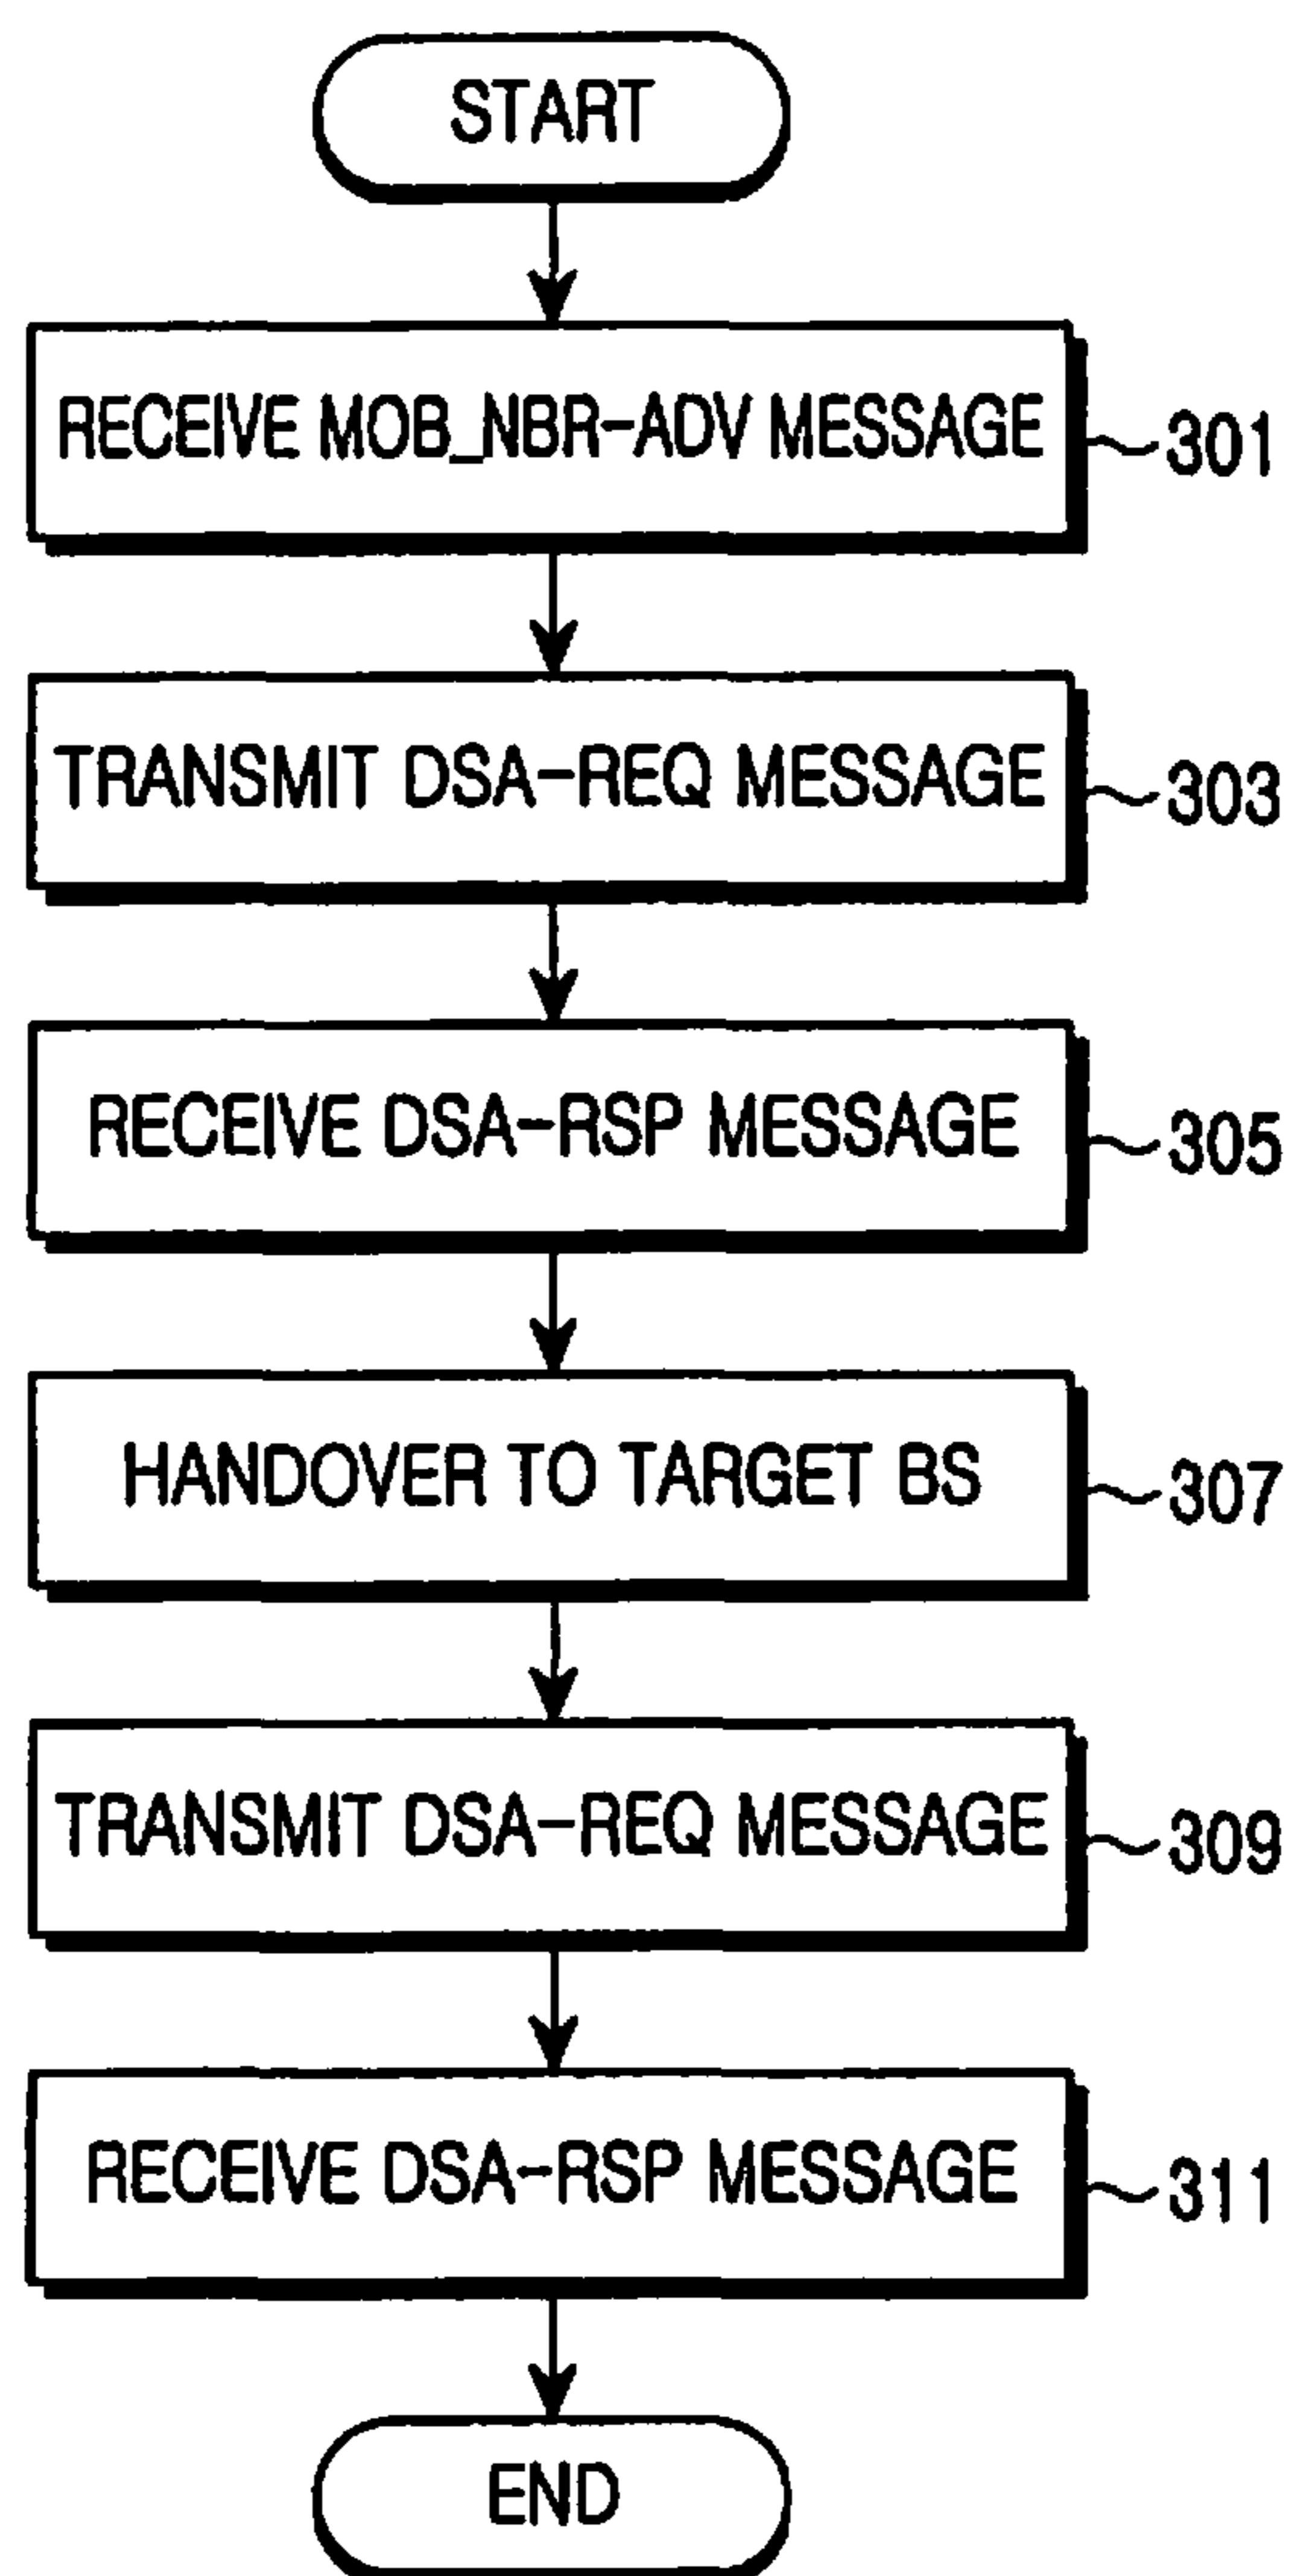 START
RECEIVE MOB_NBR-ADV MESSAGE
301
TRANSMIT DSA-REQ MESSAGE
303
RECEIVE DSA-RSP MESSAGE
305
HANDOVER TO TARGET BS
307
TRANSMIT DSA-REQ MESSAGE
309
RECEIVE DSA-RSP MESSAGE
311
END